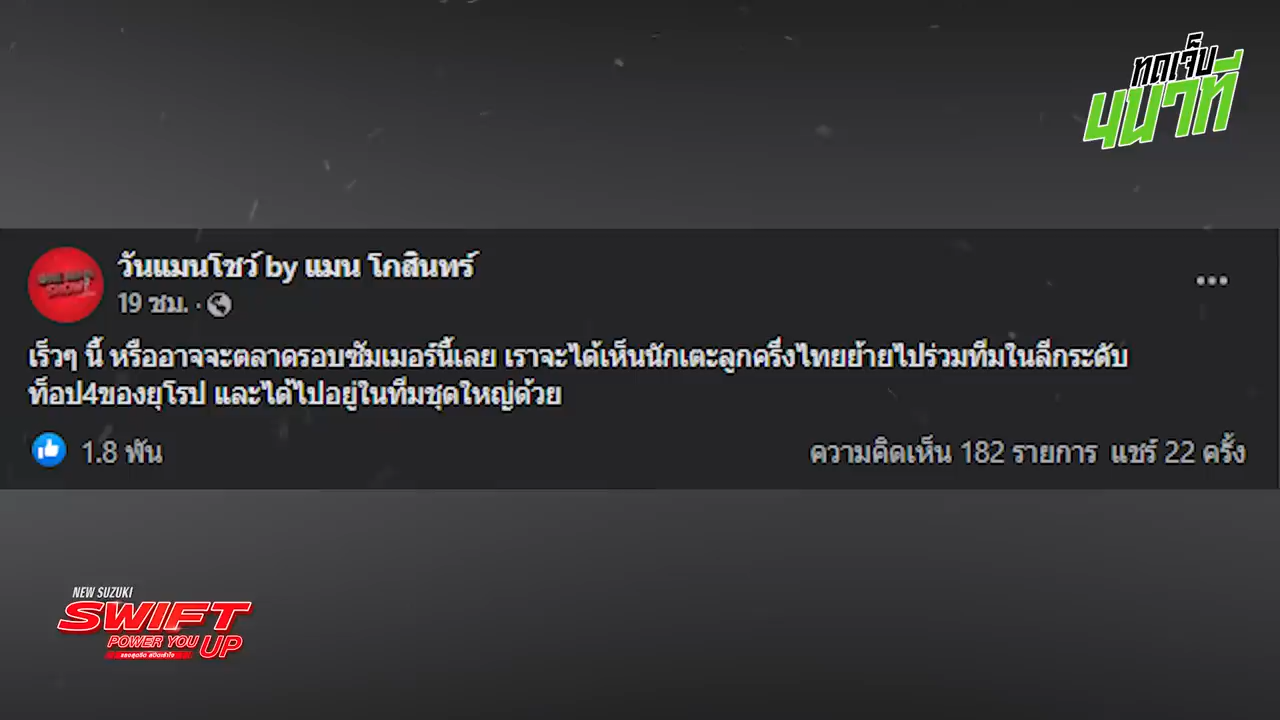 ทดเจ็บ
4นาที
วันแมนโชว์ by แมน โกสินทร์
19 ชม. ·
เร็วๆ นี้ หรืออาจจะตลาดรอบซัมเมอร์นี้เลย เราจะได้เห็นนักเตะลูกครึ่งไทยย้ายไปร่วมทีมในลีกระดับ
ท็อป4ของยุโรป และได้ไปอยู่ในทีมชุดใหญ่ด้วย
1.8 พัน
ความคิดเห็น 182 รายการ แชร์ 22 ครั้ง
NEW SUZUKI
SWIFT
POWER YOU UP